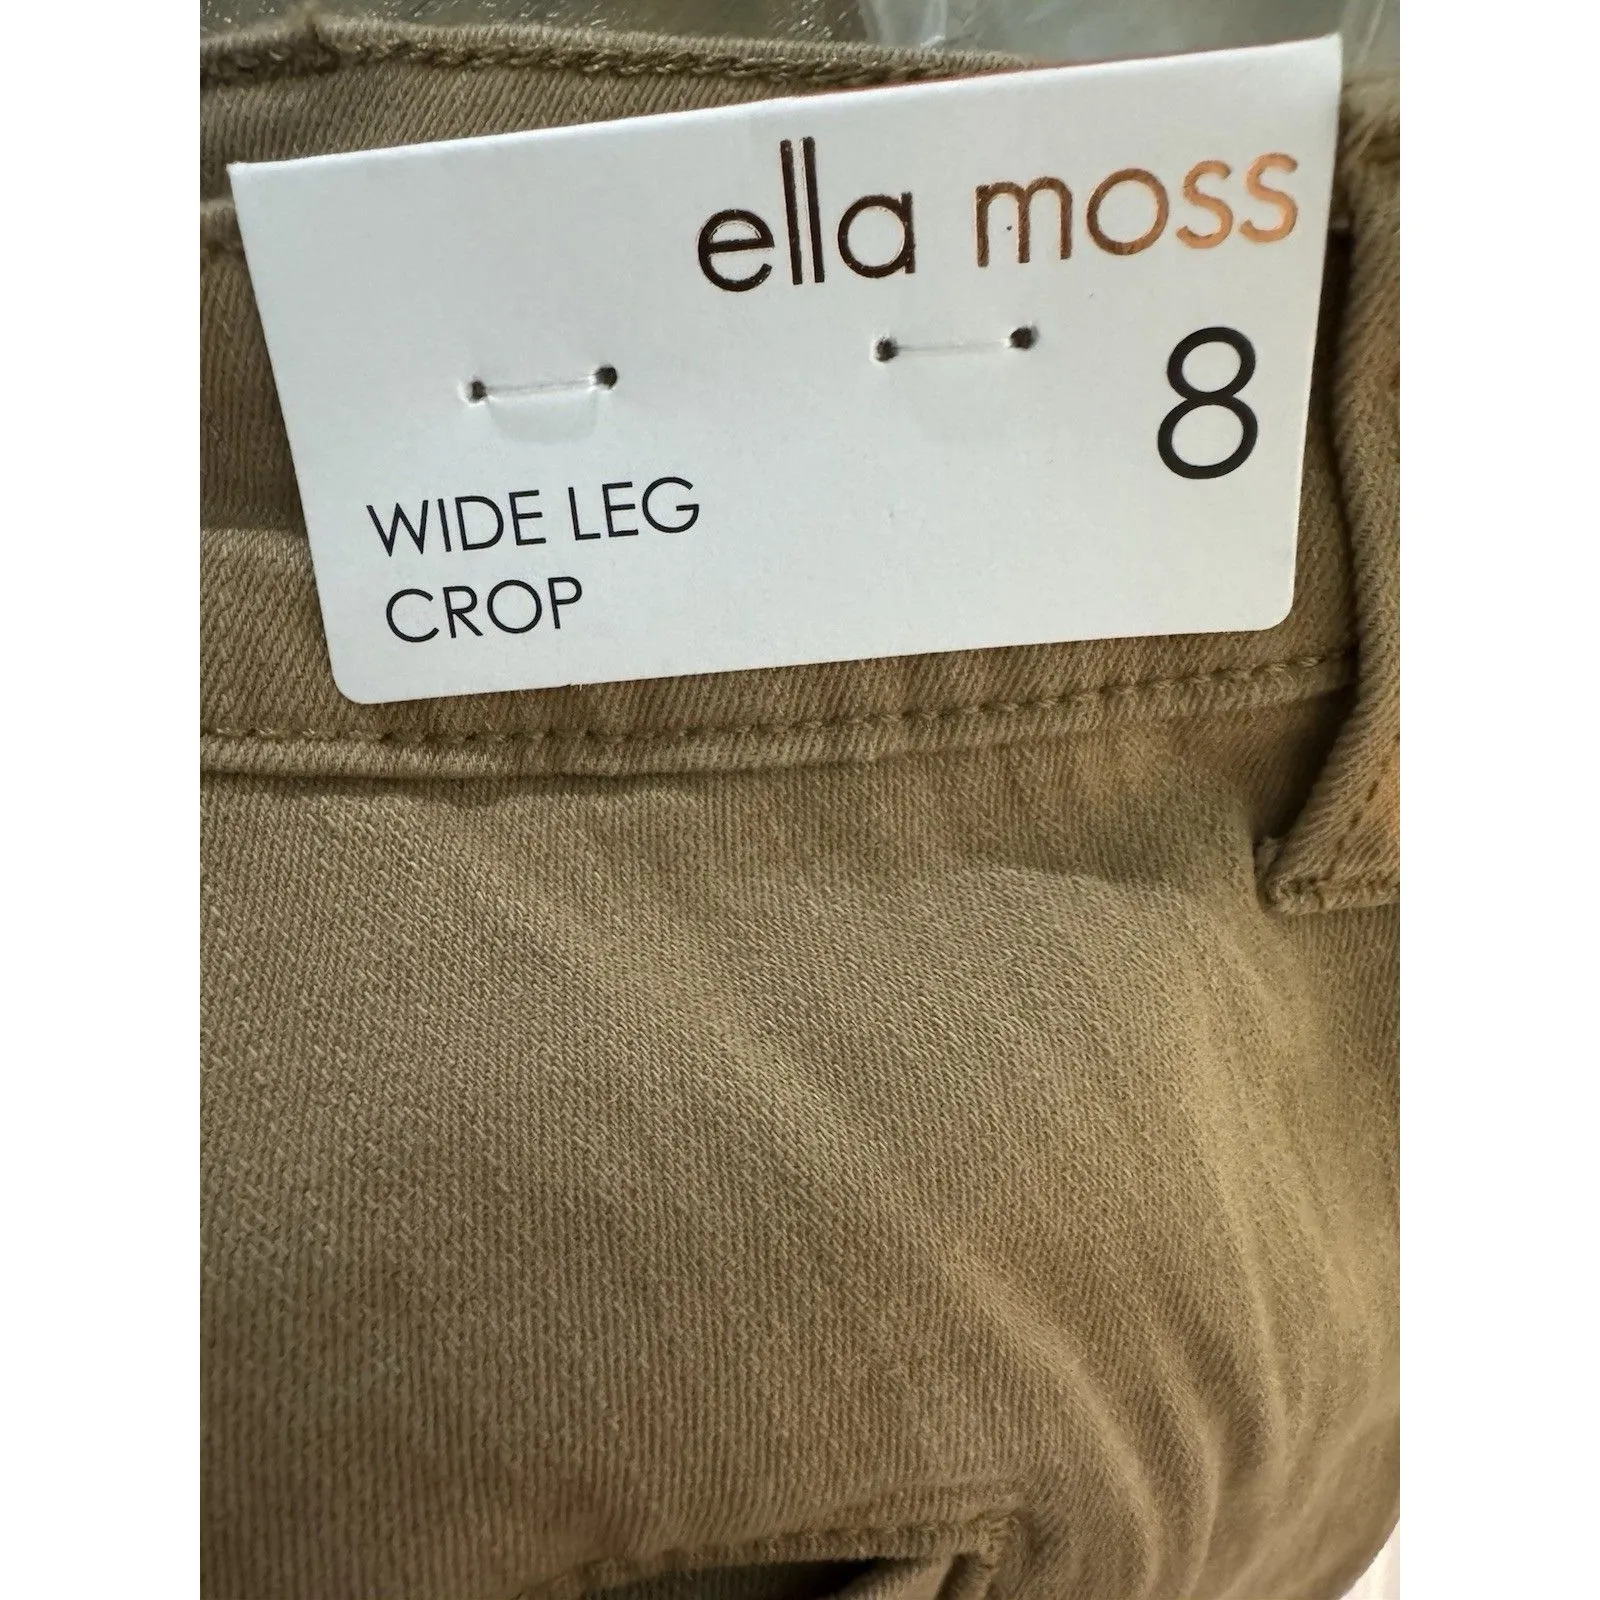 ella moss
8
WIDE LEG
CROP